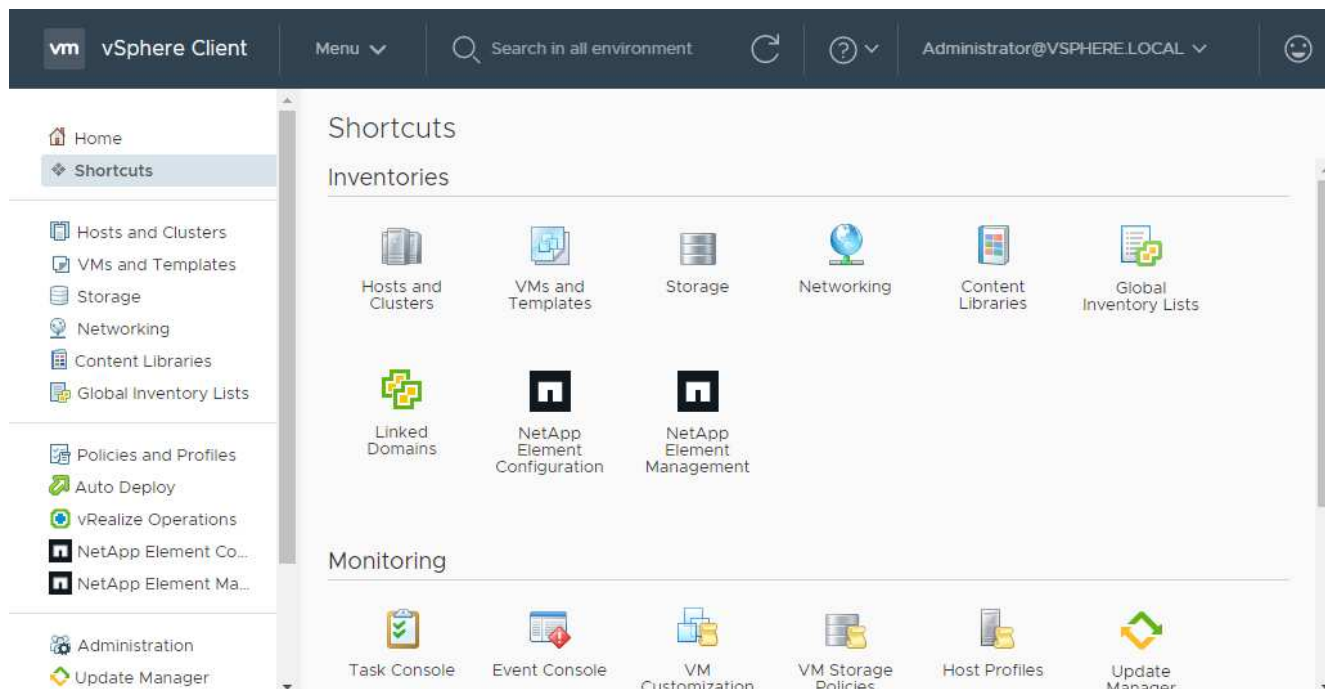 vm vSphere Client Menu Search in all environment Administrator@VSPHERE.LOCAL
Home
Shortcuts
Hosts and Clusters
VMs and Templates
Storage
Networking
Content Libraries
Global Inventory Lists
Policies and Profiles
Auto Deploy
vRealize Operations
NetApp Element Co...
NetApp Element Ma...
Administration
Update Manager
Shortcuts
Inventories
Hosts and
Clusters
VMs and
Templates
Storage
Networking
Content
Libraries
Global
Inventory Lists
Linked
Domains
NetApp
Element
Configuration
NetApp
Element
Management
Monitoring
Task Console
Event Console
VM
Customization
VM Storage
Policies
Host Profiles
Update
Manager